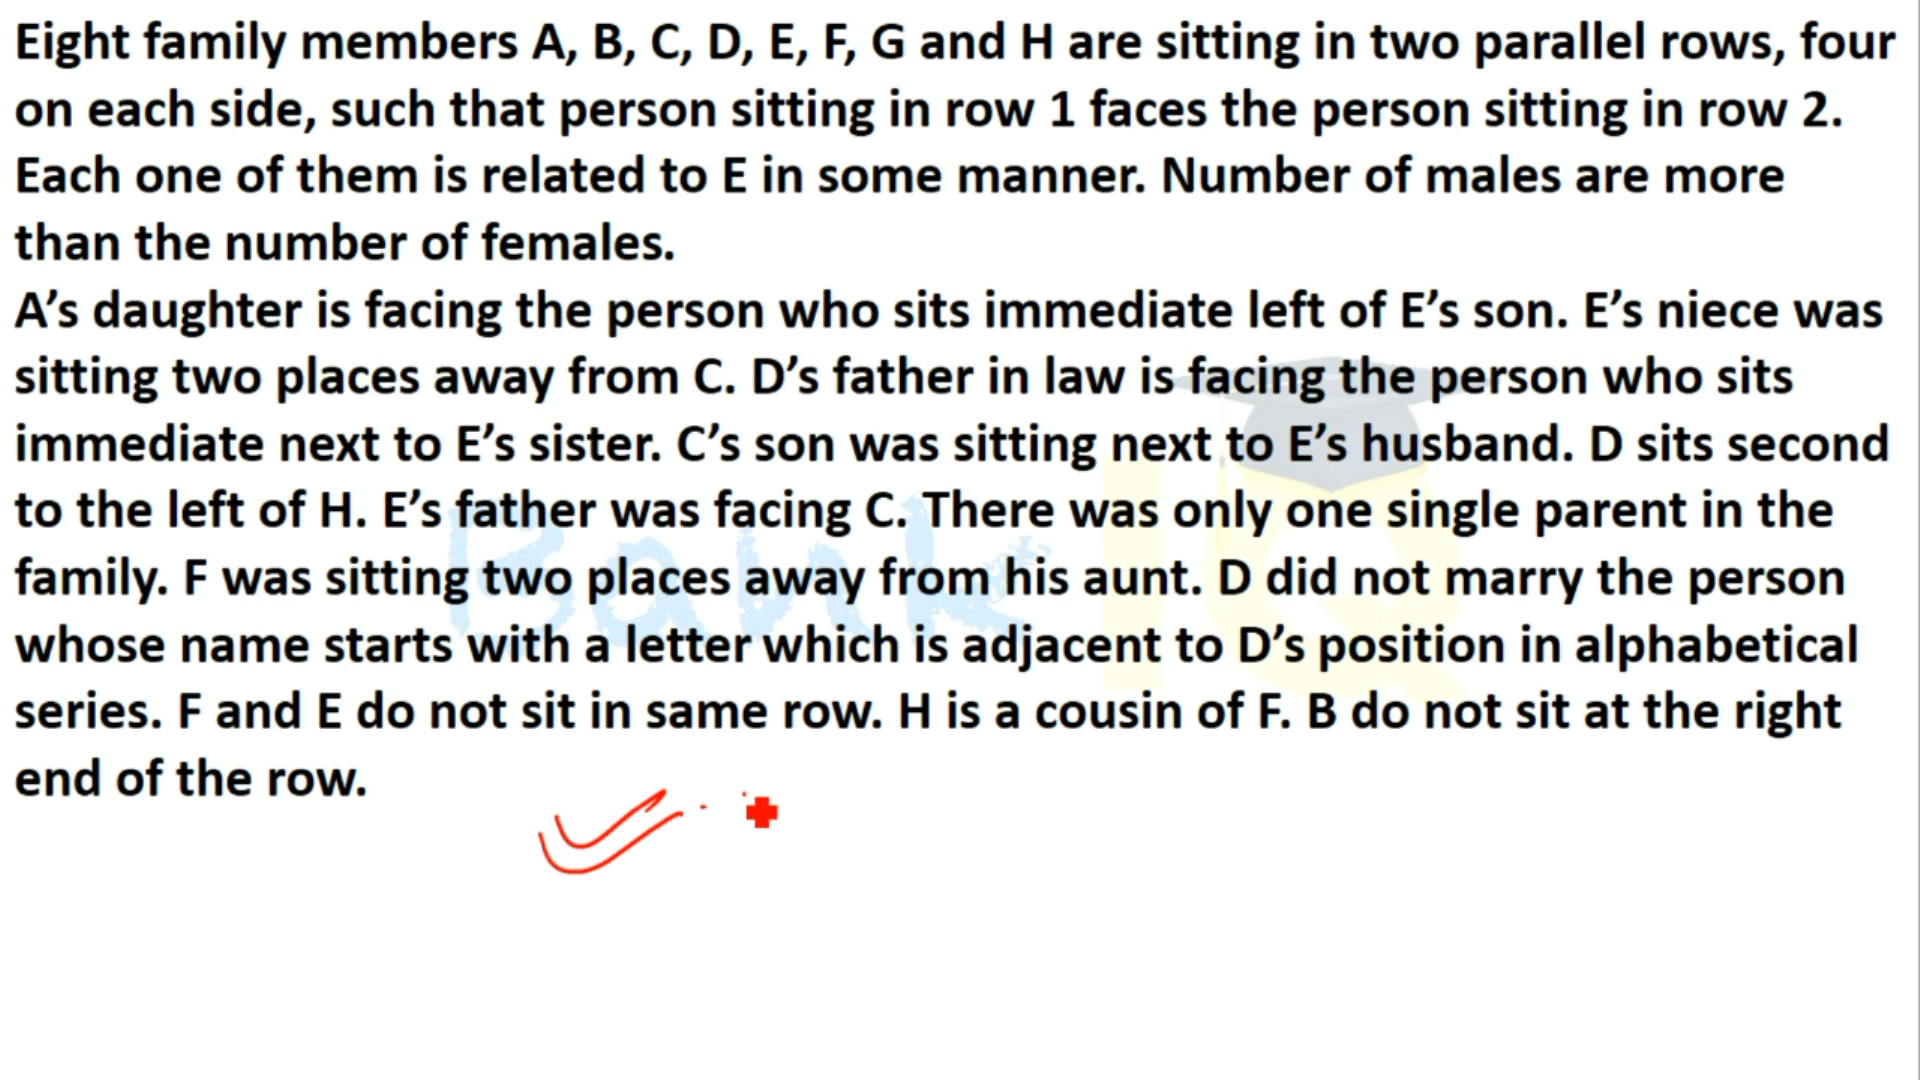 Eight family members A, B, C, D, E, F, G and H are sitting in two parallel rows, four
on each side, such that person sitting in row 1 faces the person sitting in row 2.
Each one of them is related to E in some manner. Number of males are more
than the number of females.
A’s daughter is facing the person who sits immediate left of E’s son. E’s niece was
sitting two places away from C. D’s father in law is facing the person who sits
immediate next to E’s sister. C’s son was sitting next to E’s husband. D sits second
to the left of H. E’s father was facing C. There was only one single parent in the
family. F was sitting two places away from his aunt. D did not marry the person
whose name starts with a letter which is adjacent to D’s position in alphabetical
series. F and E do not sit in same row. H is a cousin of F. B do not sit at the right
end of the row.
Bank IQ